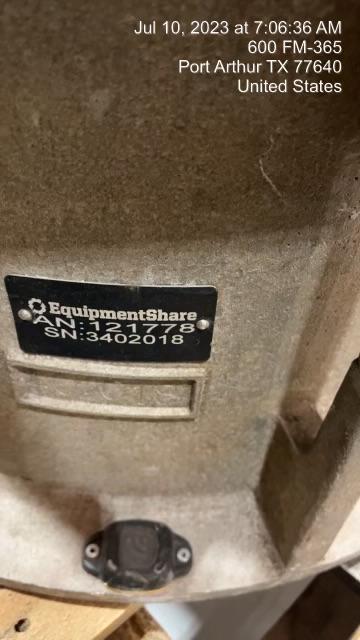 Jul 10, 2023 at 7:06:36 AM
600 FM-365
Port Arthur TX 77640
United States
EquipmentShare
AN:121778
SN:3402018